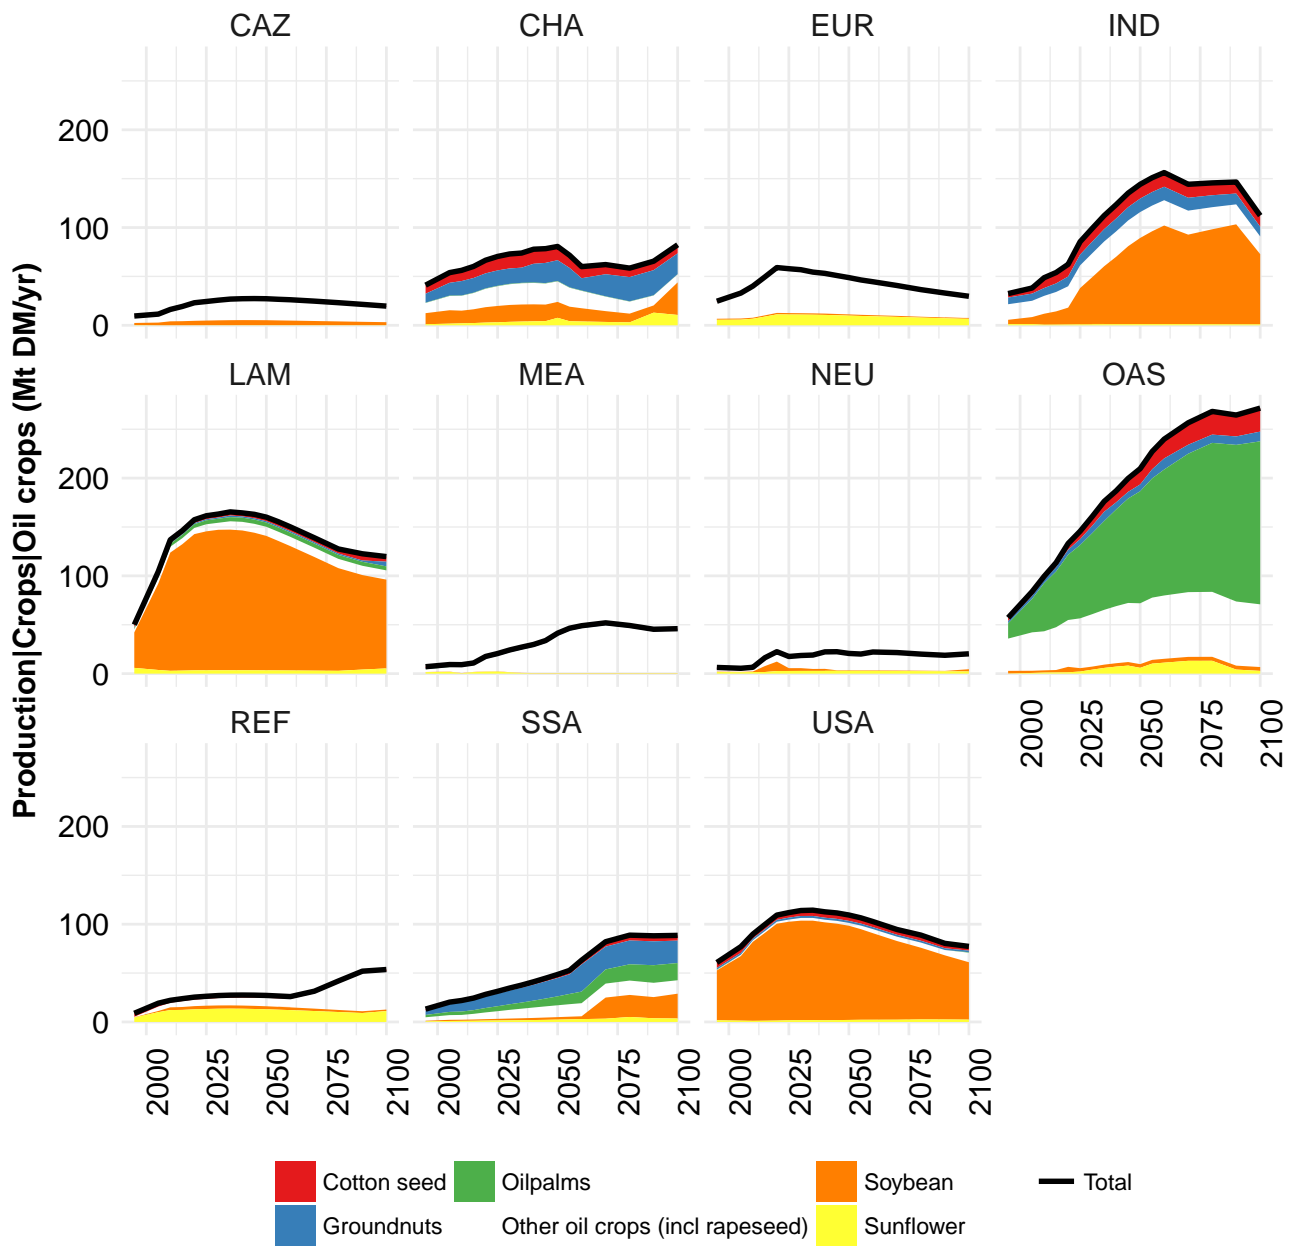 CAZ CHA EUR IND
200
100
0
LAM MEA NEU OAS
200
100
0
2000 2025 2050 2075 2100
REF SSA USA
200
100
0
2000 2025 2050 2075 2100 2000 2025 2050 2075 2100 2000 2025 2050 2075 2100
Production|Crops|Oil crops (Mt DM/yr)
Cotton seed Oilpalms Soybean Total
Groundnuts Other oil crops (incl rapeseed) Sunflower